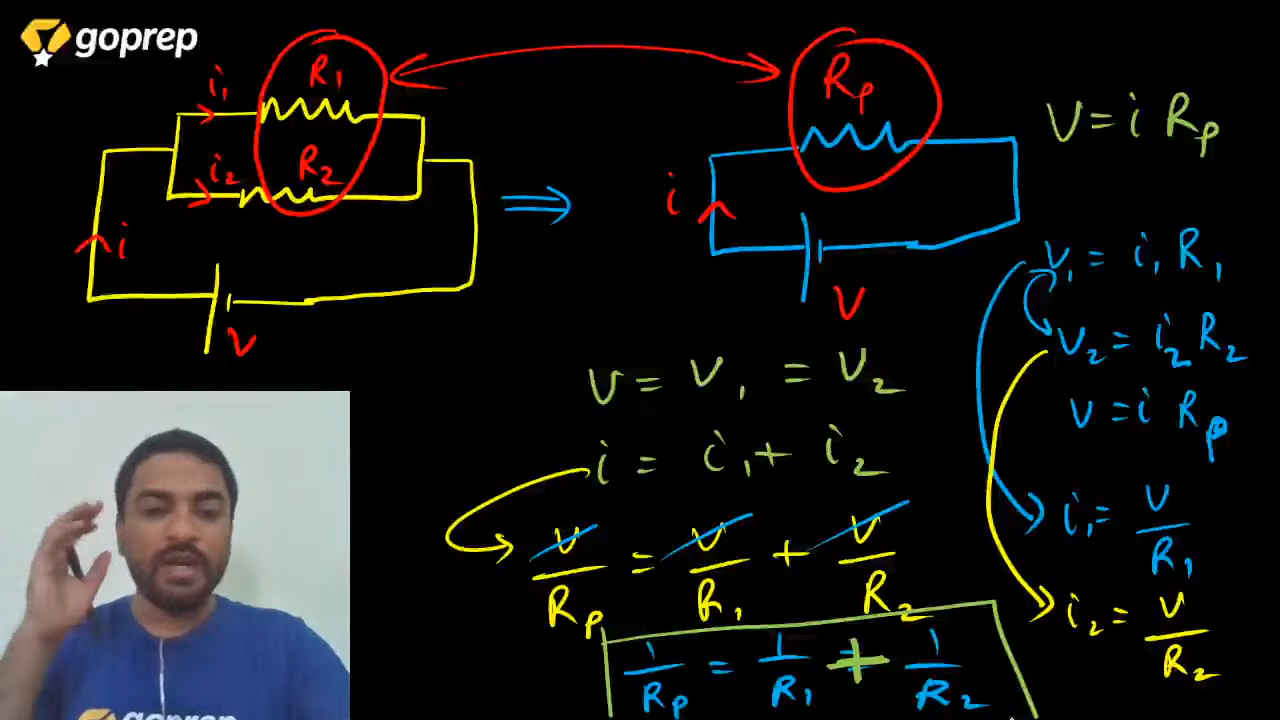 goprep
R₁
i₁
i₂ R₂
i
V
Rₚ
i
V
V = i Rₚ
V₁ = i₁ R₁
V₂ = i₂ R₂
V = i Rₚ
i₁ = V/R₁
i₂ = V/R₂
V = V₁ = V₂
i = i₁ + i₂
V/Rₚ = V/R₁ + V/R₂
1/Rₚ = 1/R₁ + 1/R₂
goprep